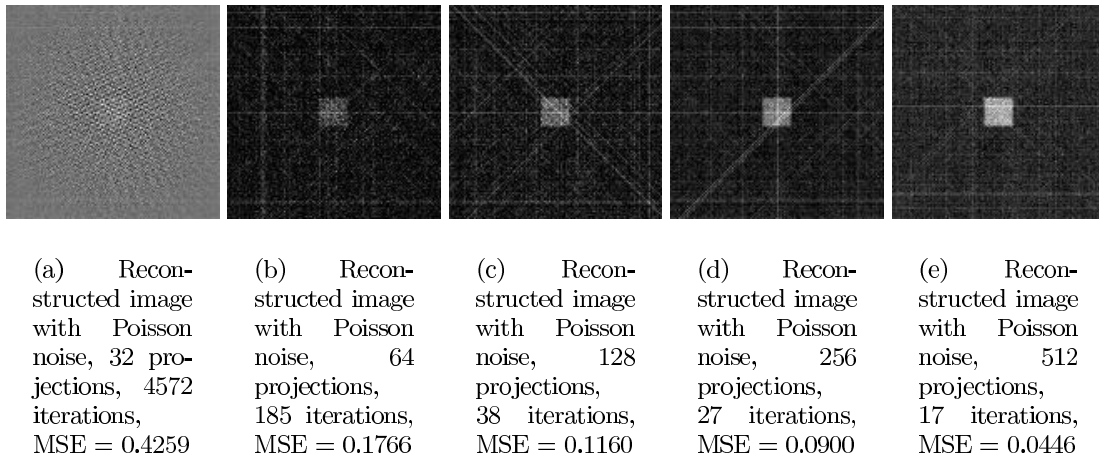 (a) Recon-
structed image
with Poisson
noise, 32 pro-
jections, 4572
iterations,
MSE = 0.4259
(b) Recon-
structed image
with Poisson
noise, 64
projections,
185 iterations,
MSE = 0.1766
(c) Recon-
structed image
with Poisson
noise, 128
projections,
38 iterations,
MSE = 0.1160
(d) Recon-
structed image
with Poisson
noise, 256
projections,
27 iterations,
MSE = 0.0900
(e) Recon-
structed image
with Poisson
noise, 512
projections,
17 iterations,
MSE = 0.0446